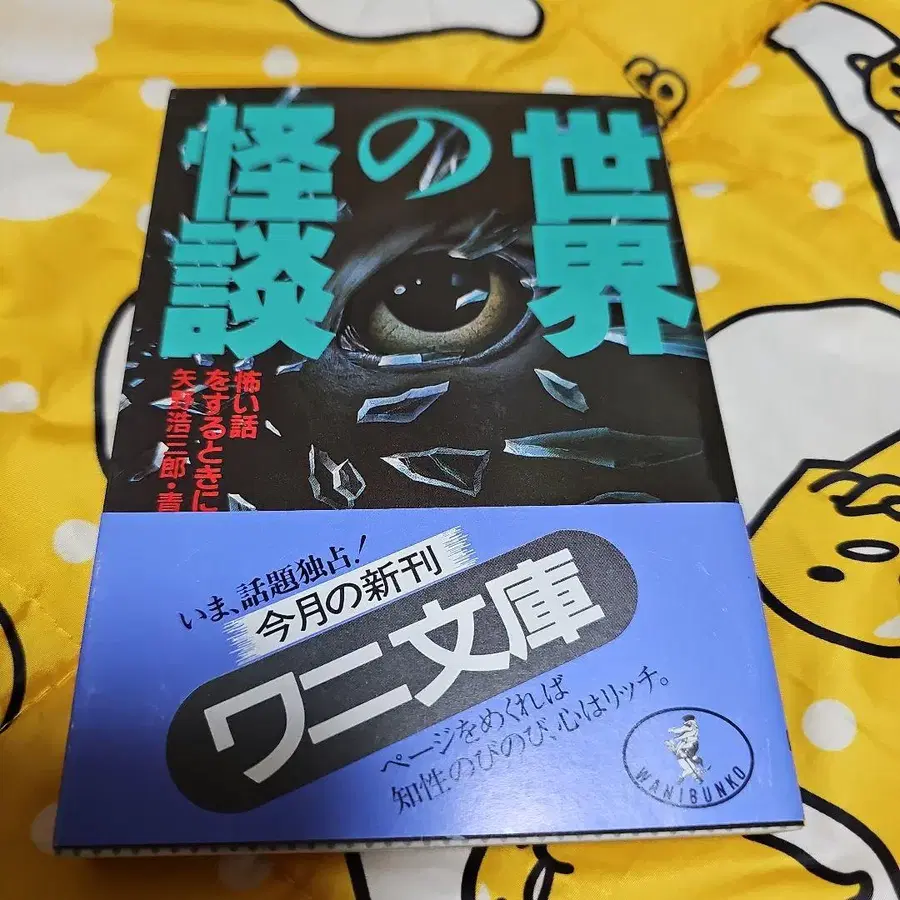 世界
の
怪談
怖い話
をするときに
矢野浩三郎・青
いま、話題独占!
今月の新刊
ワニ文庫
ページをめくれば
知性のびのび、心はリッチ。
WANIBUNKO